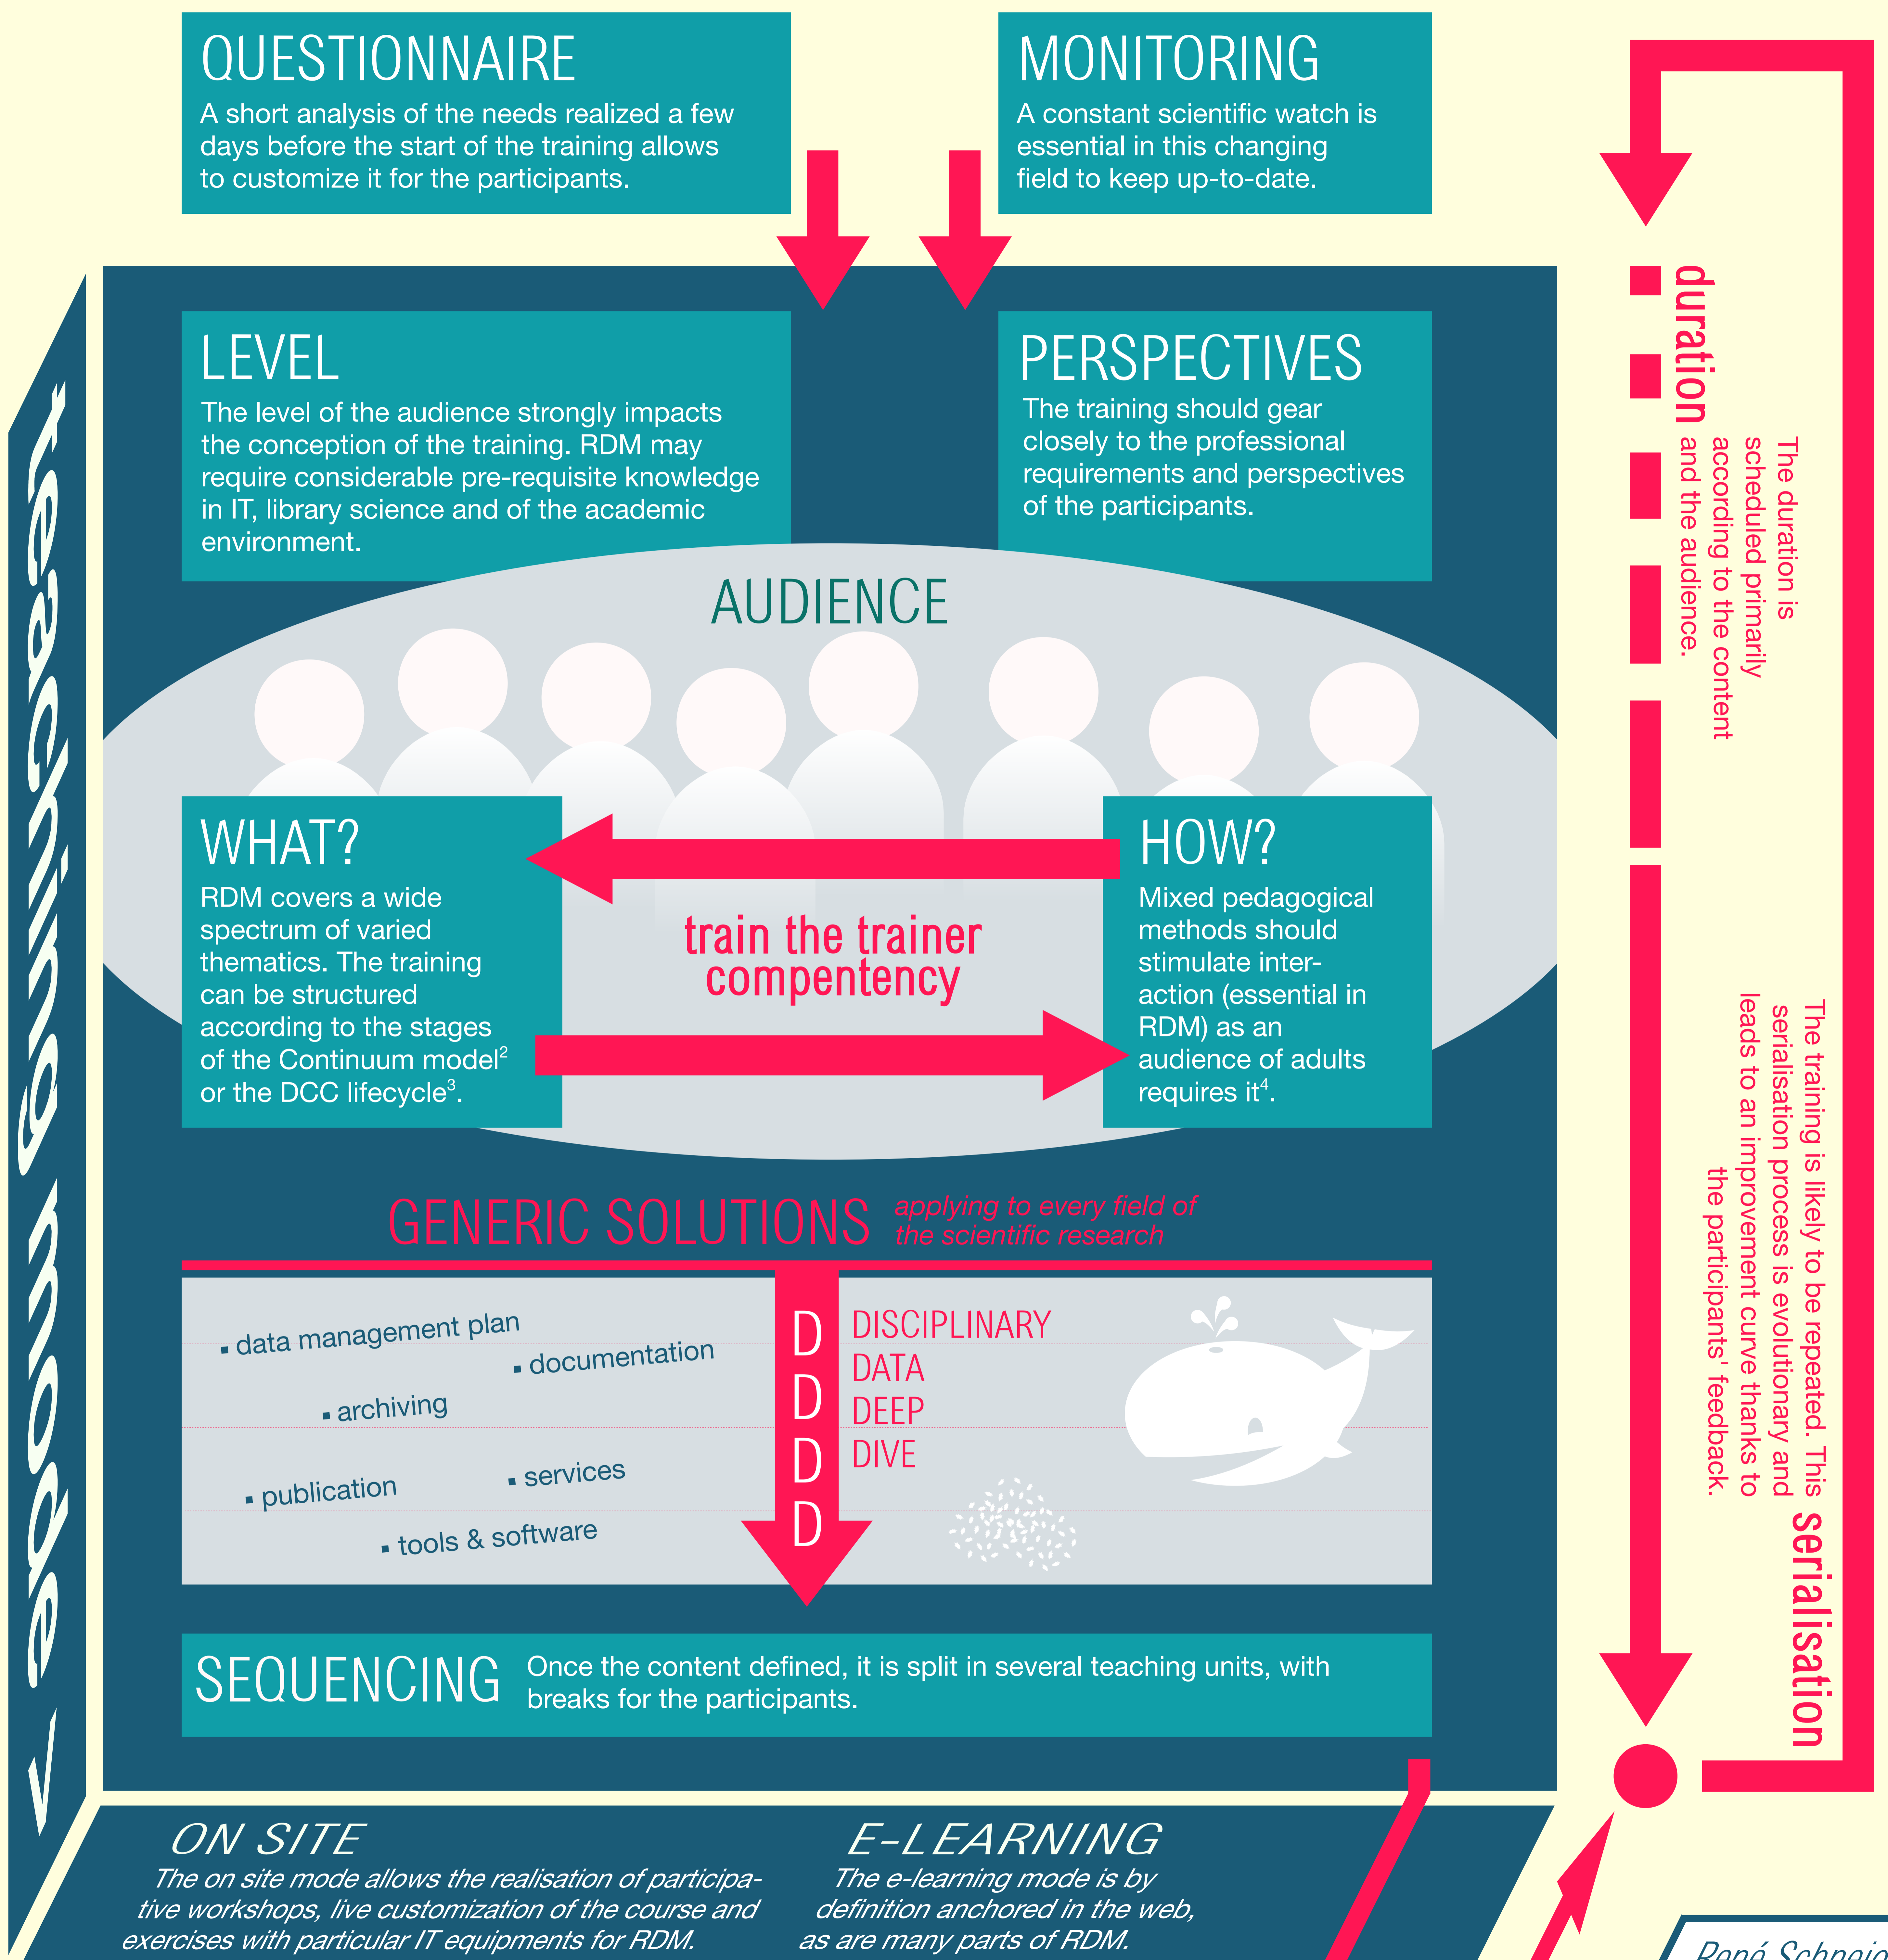 QUESTIONNAIRE
A short analysis of the needs realized a few
days before the start of the training allows
to customize it for the participants.
MONITORING
A constant scientific watch is
essential in this changing
field to keep up-to-date.
LEVEL
The level of the audience strongly impacts
the conception of the training. RDM may
require considerable pre-requisite knowledge
in IT, library science and of the academic
environment.
PERSPECTIVES
The training should gear
closely to the professional
requirements and perspectives
of the participants.
AUDIENCE
WHAT?
RDM covers a wide
spectrum of varied
thematics. The training
can be structured
according to the stages
of the Continuum model²
or the DCC lifecycle³.
train the trainer
compentency
HOW?
Mixed pedagogical
methods should
stimulate inter-
action (essential in
RDM) as an
audience of adults
requires it⁴.
GENERIC SOLUTIONS
applying to every field of
the scientific research
▪ data management plan
▪ documentation
▪ archiving
▪ publication
▪ services
▪ tools & software
D
D
D
D
DISCIPLINARY
DATA
DEEP
DIVE
SEQUENCING
Once the content defined, it is split in several teaching units, with
breaks for the participants.
ON SITE
The on site mode allows the realisation of participa-
tive workshops, live customization of the course and
exercises with particular IT equipments for RDM.
E-LEARNING
The e-learning mode is by
definition anchored in the web,
as are many parts of RDM.
duration
The duration is
scheduled primarily
according to the content
and the audience.
The training is likely to be repeated. This
serialisation process is evolutionary and
leads to an improvement curve thanks to
the participants' feedback.
serialisation
René